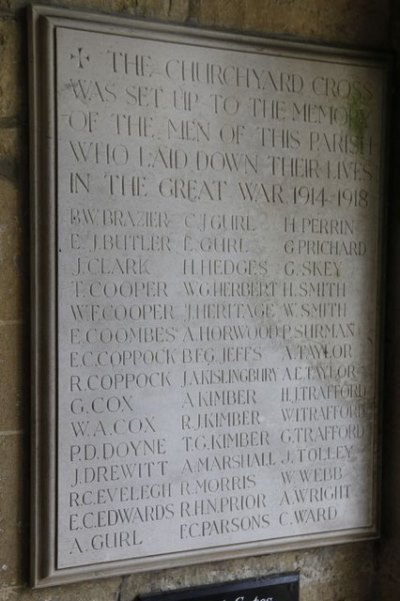 ✠ THE CHURCHYARD CROSS
WAS SET UP TO THE MEMORY
OF THE MEN OF THIS PARISH
WHO LAID DOWN THEIR LIVES
IN THE GREAT WAR 1914-1918
B.W. BRAZIER C.J. GURL H. PERRIN
E. J. BUTLER E. GURL G. PRICHARD
J. CLARK H. HEDGES G. SKEY
T. COOPER W.G. HERBERT H. SMITH
W.F. COOPER J. HERITAGE W. SMITH
E. COOMBES A. HORWOOD P. SURMAN
E.C. COPPOCK B.F.G. JEFFS A. TAYLOR
R. COPPOCK J.A. KISLINGBURY A.E. TAYLOR
G. COX A. KIMBER H.J. TRAFFORD
W. A. COX R.J. KIMBER W. TRAFFORD
P.D. DOYNE T.G. KIMBER G. TRAFFORD
J. DREWITT A. MARSHALL J. TOLLEY
R.C. EVELEGH R. MORRIS W. WEBB
E.C. EDWARDS R.H.N. PRIOR A. WRIGHT
A. GURL F.C. PARSONS C. WARD